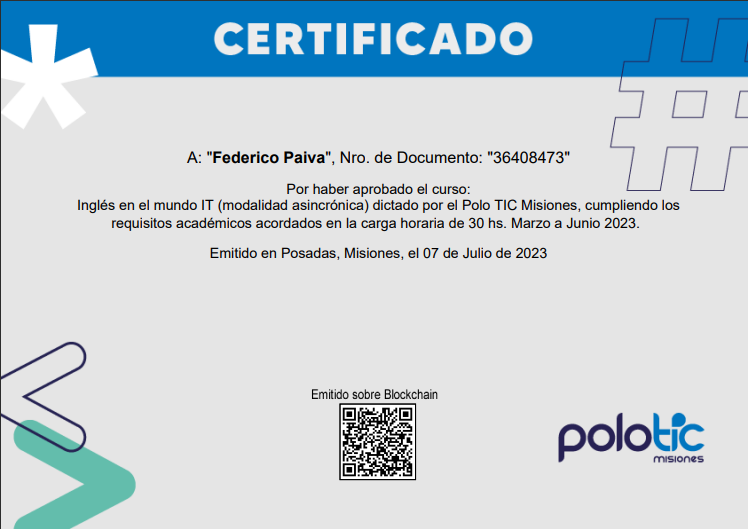 CERTIFICADO
A: "Federico Paiva", Nro. de Documento: "36408473"
Por haber aprobado el curso:
Inglés en el mundo IT (modalidad asincrónica) dictado por el Polo TIC Misiones, cumpliendo los
requisitos académicos acordados en la carga horaria de 30 hs. Marzo a Junio 2023.
Emitido en Posadas, Misiones, el 07 de Julio de 2023
Emitido sobre Blockchain
polotic
misiones